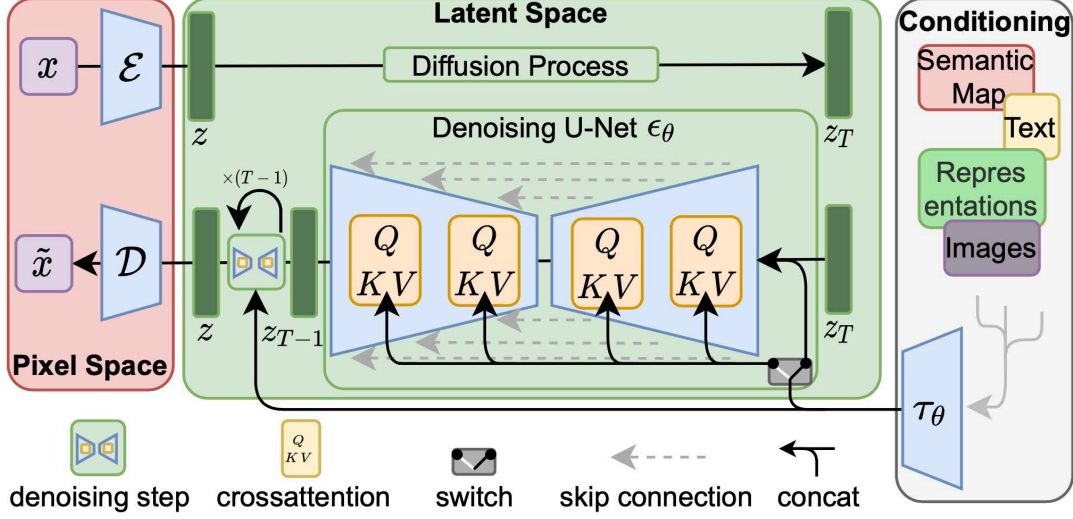 Latent Space
Conditioning
x
ℰ
z
Diffusion Process
z_T
Semantic
Map
Text
Repres
entations
Images
Denoising U-Net ϵ_θ
×(T−1)
x̃
𝒟
z
z_{T−1}
Q
KV
Q
KV
Q
KV
Q
KV
z_T
Pixel Space
τ_θ
Q
KV
denoising step
crossattention
switch
skip connection
concat